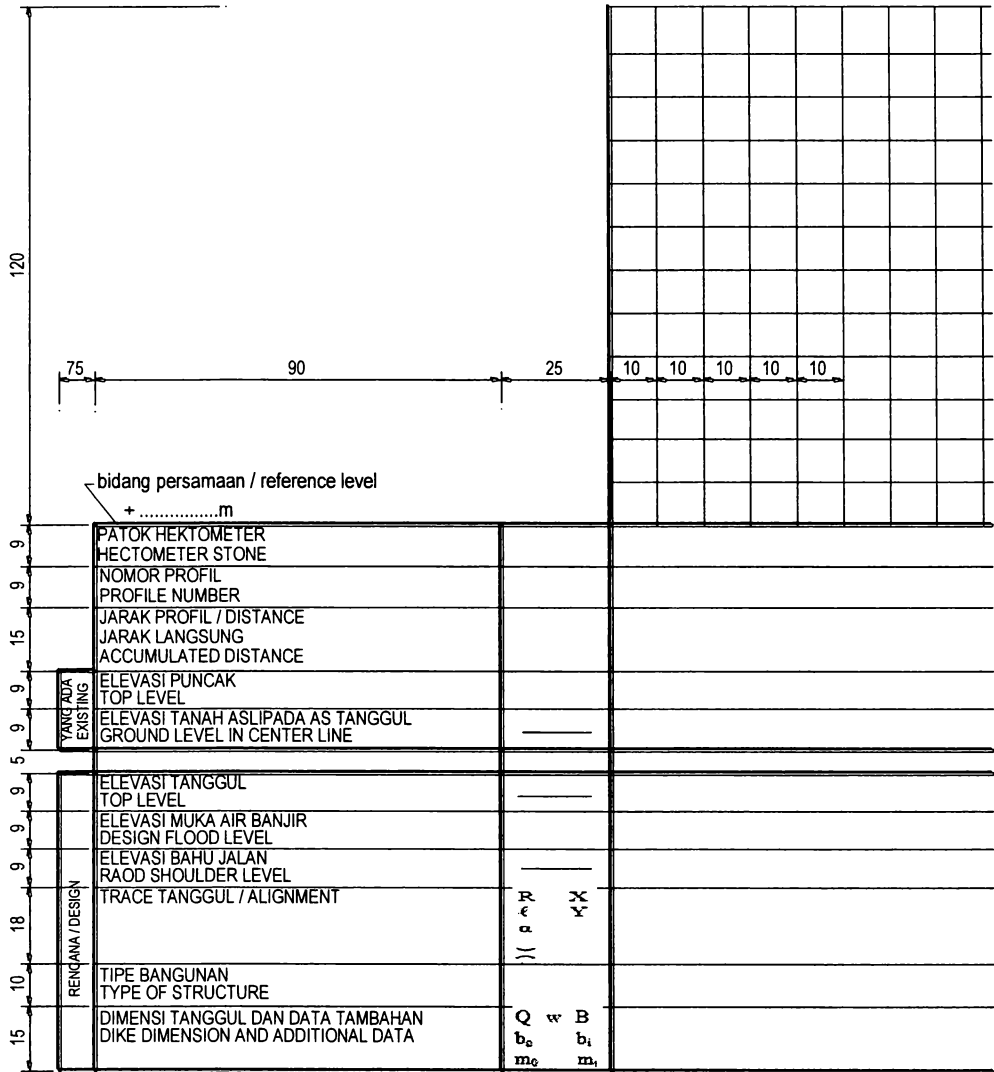 120
75
90
25
10
10
10
10
10
bidang persamaan / reference level
+ ................m
9
PATOK HEKTOMETER
HECTOMETER STONE
9
NOMOR PROFIL
PROFILE NUMBER
15
JARAK PROFIL / DISTANCE
JARAK LANGSUNG
ACCUMULATED DISTANCE
YANG ADA
EXISTING
9
ELEVASI PUNCAK
TOP LEVEL
9
ELEVASI TANAH ASLIPADA AS TANGGUL
GROUND LEVEL IN CENTER LINE
5
RENCANA / DESIGN
9
ELEVASI TANGGUL
TOP LEVEL
9
ELEVASI MUKA AIR BANJIR
DESIGN FLOOD LEVEL
9
ELEVASI BAHU JALAN
RAOD SHOULDER LEVEL
18
TRACE TANGGUL / ALIGNMENT
R X
Y
α
10
TIPE BANGUNAN
TYPE OF STRUCTURE
15
DIMENSI TANGGUL DAN DATA TAMBAHAN
DIKE DIMENSION AND ADDITIONAL DATA
Q w B
b₀ bᵢ
m₀ m₁